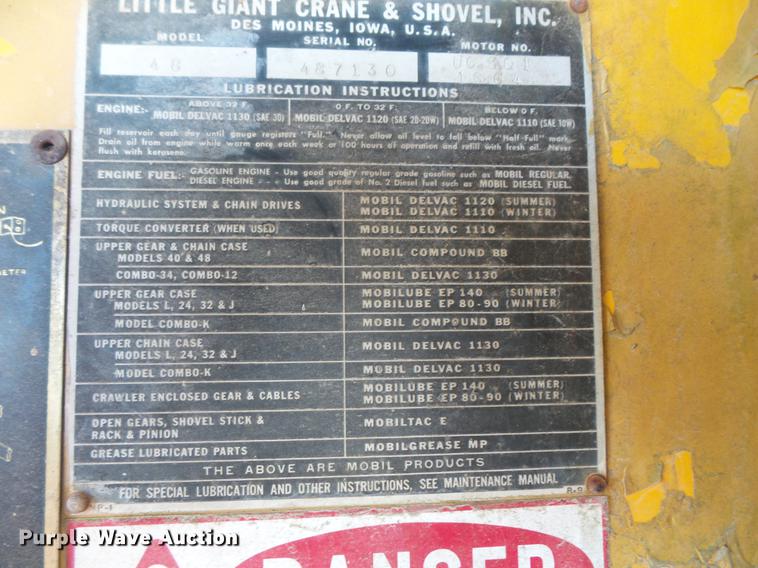 LITTLE GIANT CRANE & SHOVEL, INC.
DES MOINES, IOWA, U.S.A.
MODEL SERIAL NO. MOTOR NO.
48 487130
LUBRICATION INSTRUCTIONS
ENGINE:- ABOVE 32 F. O F. TO 32 F. BELOW O F.
MOBIL DELVAC 1130 (SAE 30) MOBIL DELVAC 1120 (SAE 20-20W) MOBIL DELVAC 1110 (SAE 10W)
Fill reservoir each day until gauge registers "Full." Never allow oil level to fall below "Half-Full" mark.
Drain oil from engine while warm once each week or 100 hours of operation and refill with fresh oil. Never
flush with kerosene.
ENGINE FUEL:- GASOLINE ENGINE - Use good quality regular grade gasoline such as MOBIL REGULAR.
DIESEL ENGINE - - - Use good grade of No. 2 Diesel fuel such as MOBIL DIESEL FUEL.
HYDRAULIC SYSTEM & CHAIN DRIVES MOBIL DELVAC 1120 (SUMMER)
MOBIL DELVAC 1110 (WINTER)
TORQUE CONVERTER (WHEN USED) MOBIL DELVAC 1110
UPPER GEAR & CHAIN CASE
MODELS 40 & 48 MOBIL COMPOUND BB
COMBO-34, COMBO-12 MOBIL DELVAC 1130
UPPER GEAR CASE MOBILUBE EP 140 (SUMMER)
MODELS L, 24, 32 & J MOBILUBE EP 80-90 (WINTER)
MODEL COMBO-K MOBIL COMPOUND BB
UPPER CHAIN CASE
MODELS L, 24, 32 & J MOBIL DELVAC 1130
MODEL COMBO-K MOBIL DELVAC 1130
CRAWLER ENCLOSED GEAR & CABLES MOBILUBE EP 140 (SUMMER)
MOBILUBE EP 80-90 (WINTER)
OPEN GEARS, SHOVEL STICK &
RACK & PINION MOBILTAC E
GREASE LUBRICATED PARTS MOBILGREASE MP
THE ABOVE ARE MOBIL PRODUCTS
FOR SPECIAL LUBRICATION AND OTHER INSTRUCTIONS, SEE MAINTENANCE MANUAL
DANGER
Purple Wave Auction